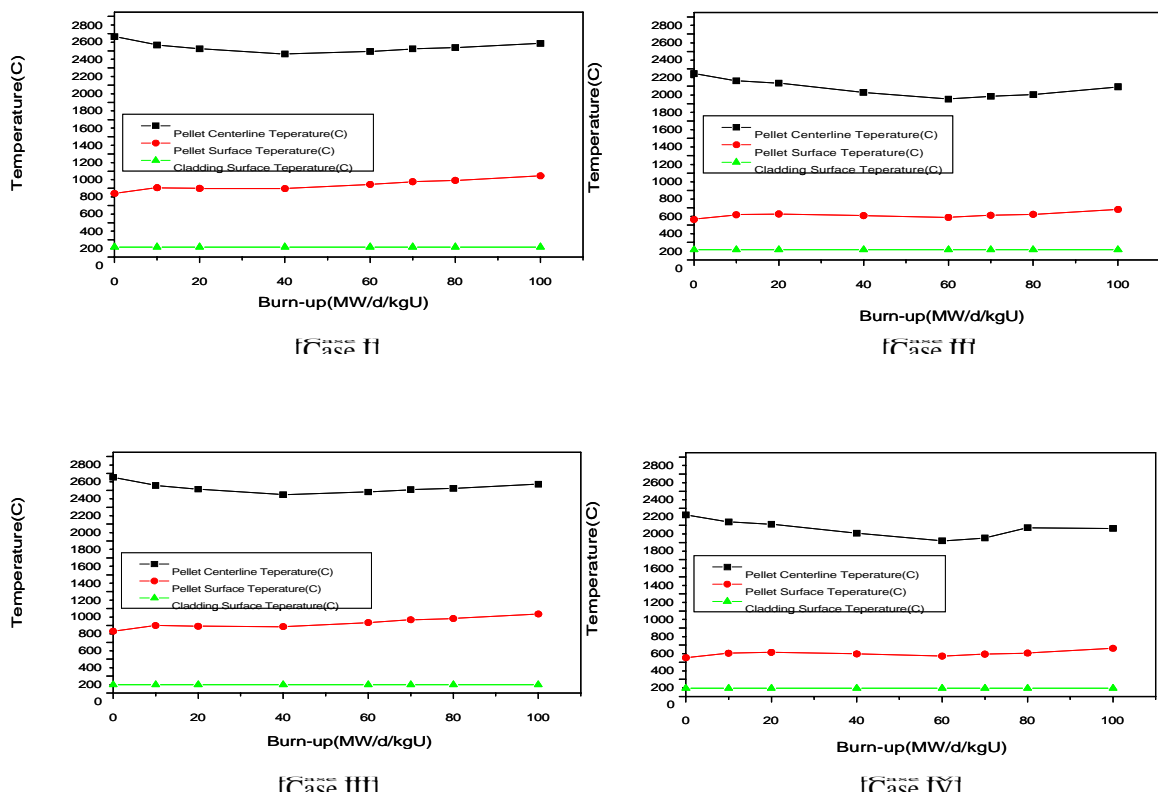 Temperature(C)
2800
2600
2400
2200
2000
1800
1600
1400
1200
1000
800
600
400
200
0
Pellet Centerline Teperature(C)
Pellet Surface Teperature(C)
Cladding Surface Teperature(C)
0 20 40 60 80 100
Burn-up(MW/d/kgU)
[Case I]
Temperature(C)
2800
2600
2400
2200
2000
1800
1600
1400
1200
1000
800
600
400
200
0
Pellet Centerline Teperature(C)
Pellet Surface Teperature(C)
Cladding Surface Teperature(C)
0 20 40 60 80 100
Burn-up(MW/d/kgU)
[Case II]
Temperature(C)
2800
2600
2400
2200
2000
1800
1600
1400
1200
1000
800
600
400
200
0
Pellet Centerline Teperature(C)
Pellet Surface Teperature(C)
Cladding Surface Teperature(C)
0 20 40 60 80 100
Burn-up(MW/d/kgU)
[Case III]
Temperature(C)
2800
2600
2400
2200
2000
1800
1600
1400
1200
1000
800
600
400
200
0
Pellet Centerline Teperature(C)
Pellet Surface Teperature(C)
Cladding Surface Teperature(C)
0 20 40 60 80 100
Burn-up(MW/d/kgU)
[Case IV]